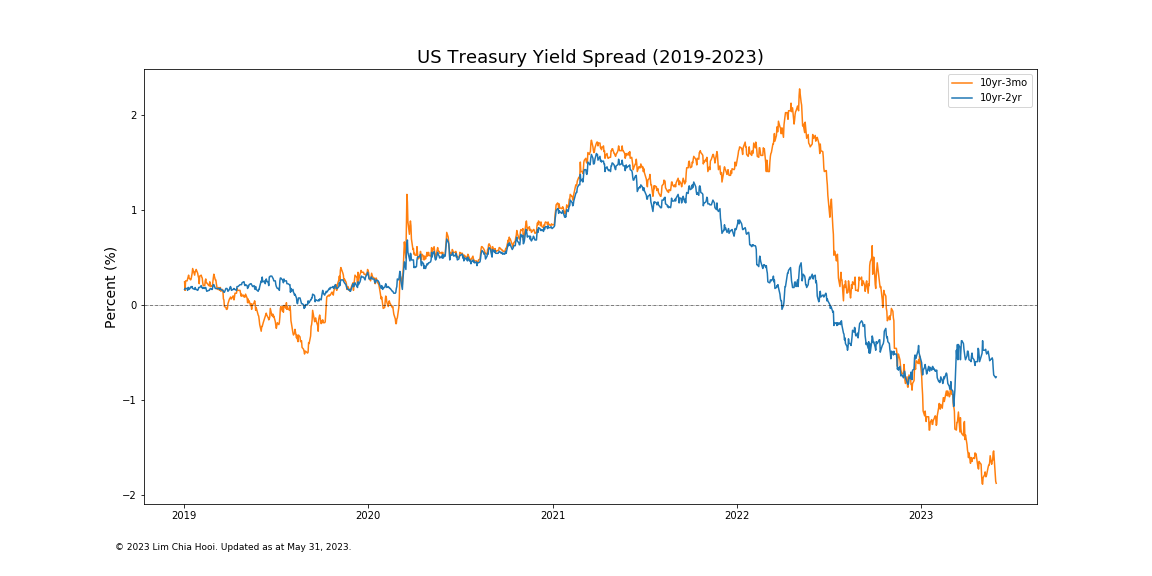 US Treasury Yield Spread (2019-2023)
10yr-3mo
10yr-2yr
Percent (%)
2
1
0
−1
−2
2019
2020
2021
2022
2023
© 2023 Lim Chia Hooi. Updated as at May 31, 2023.